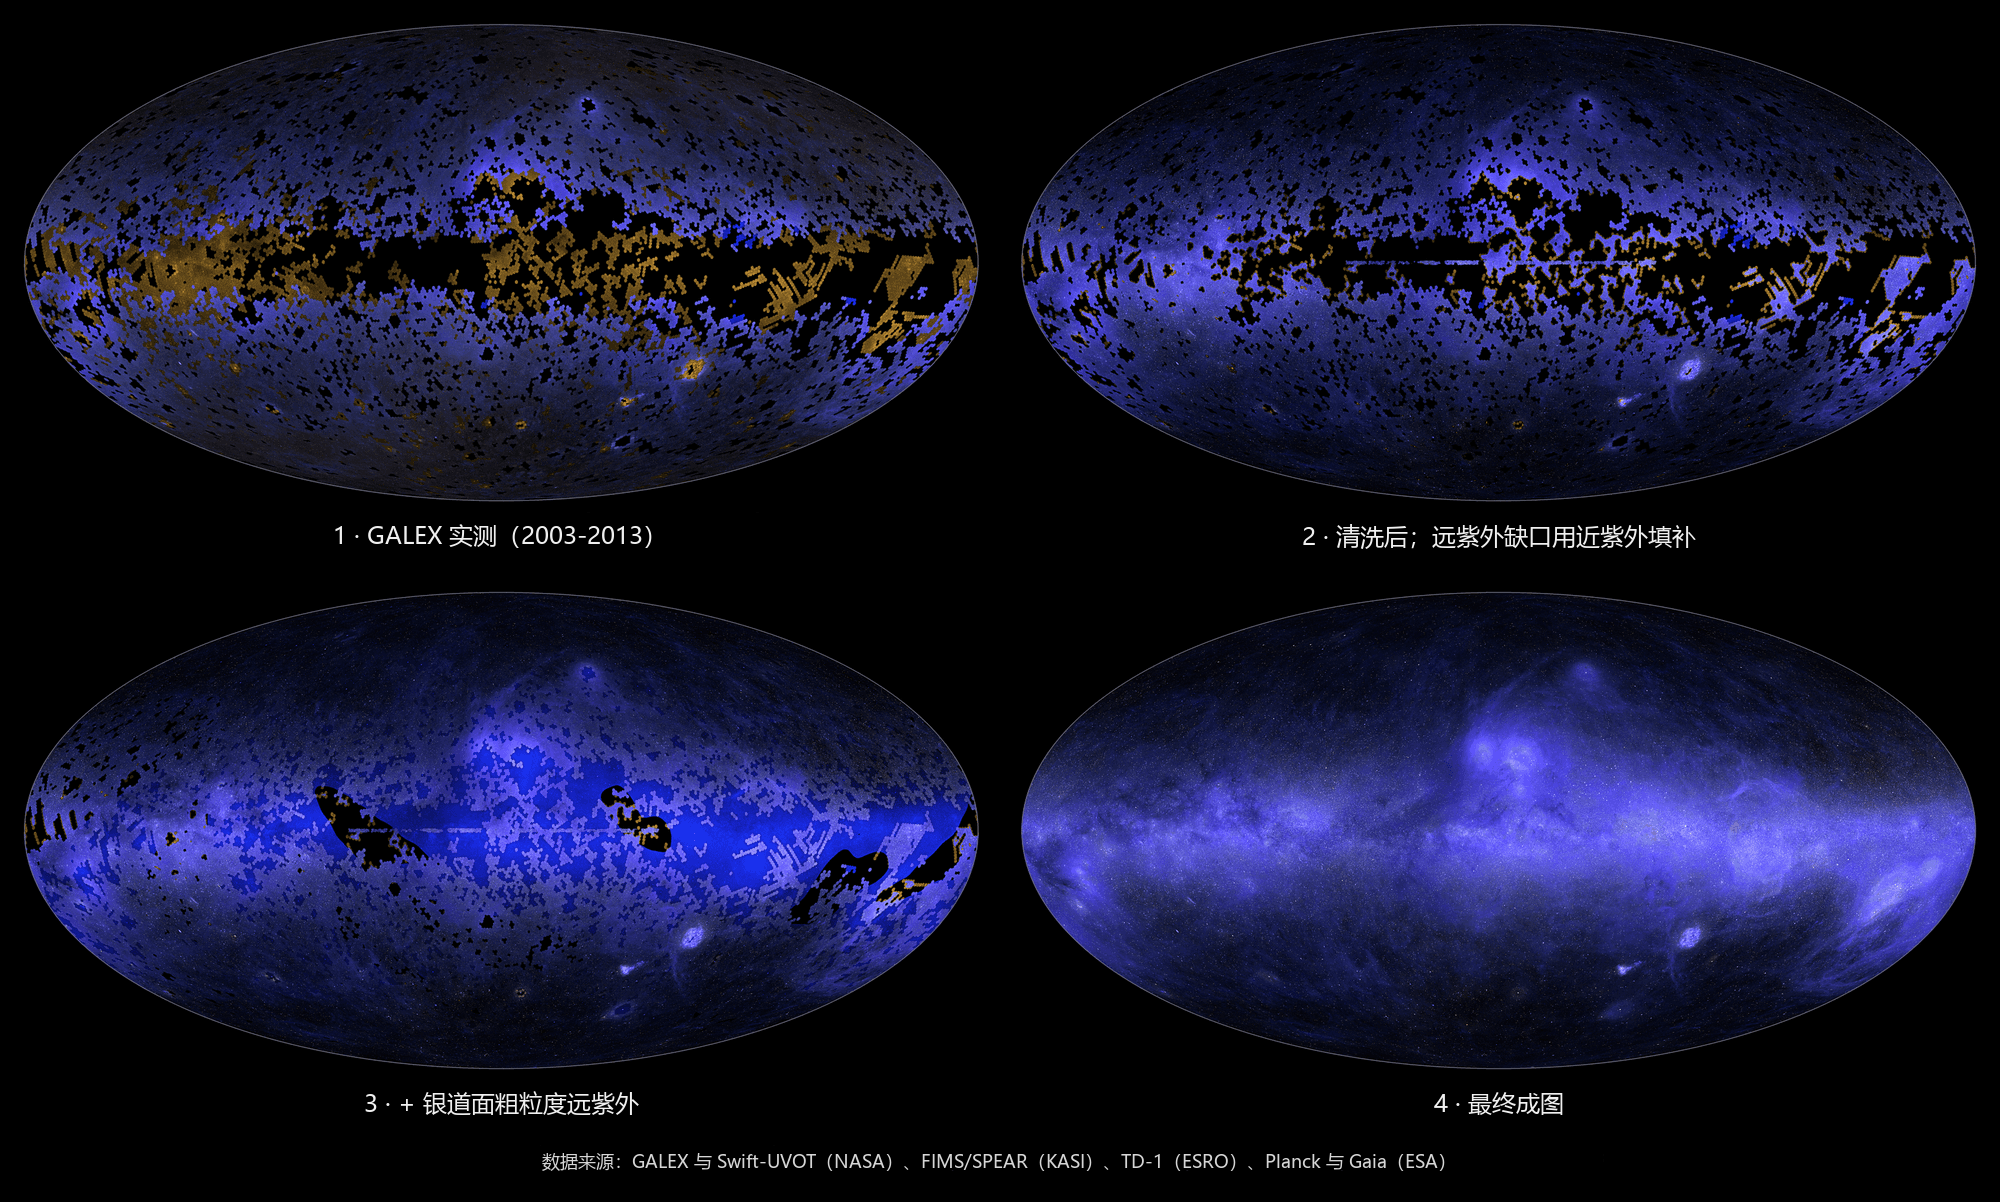 1 · GALEX 实测（2003-2013）
2 · 清洗后；远紫外缺口用近紫外填补
3 · + 银道面粗粒度远紫外
4 · 最终成图
数据来源：GALEX 与 Swift-UVOT（NASA）、FIMS/SPEAR（KASI）、TD-1（ESRO）、Planck 与 Gaia（ESA）